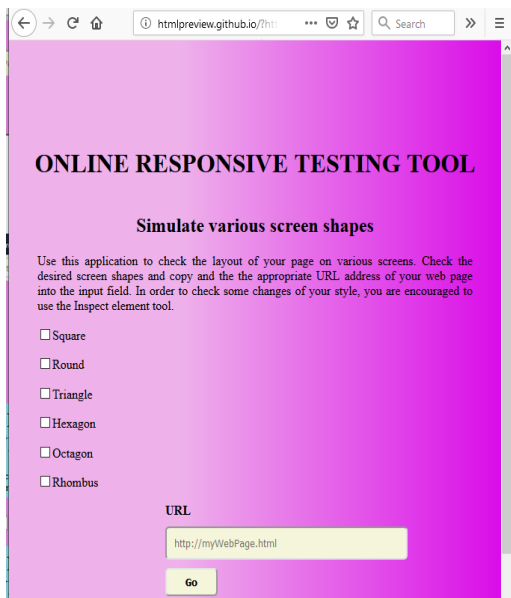 htmlpreview.github.io/?ht
Search
ONLINE RESPONSIVE TESTING TOOL
Simulate various screen shapes
Use this application to check the layout of your page on various screens. Check the
desired screen shapes and copy and the the appropriate URL address of your web page
into the input field. In order to check some changes of your style, you are encouraged to
use the Inspect element tool.
Square
Round
Triangle
Hexagon
Octagon
Rhombus
URL
http://myWebPage.html
Go